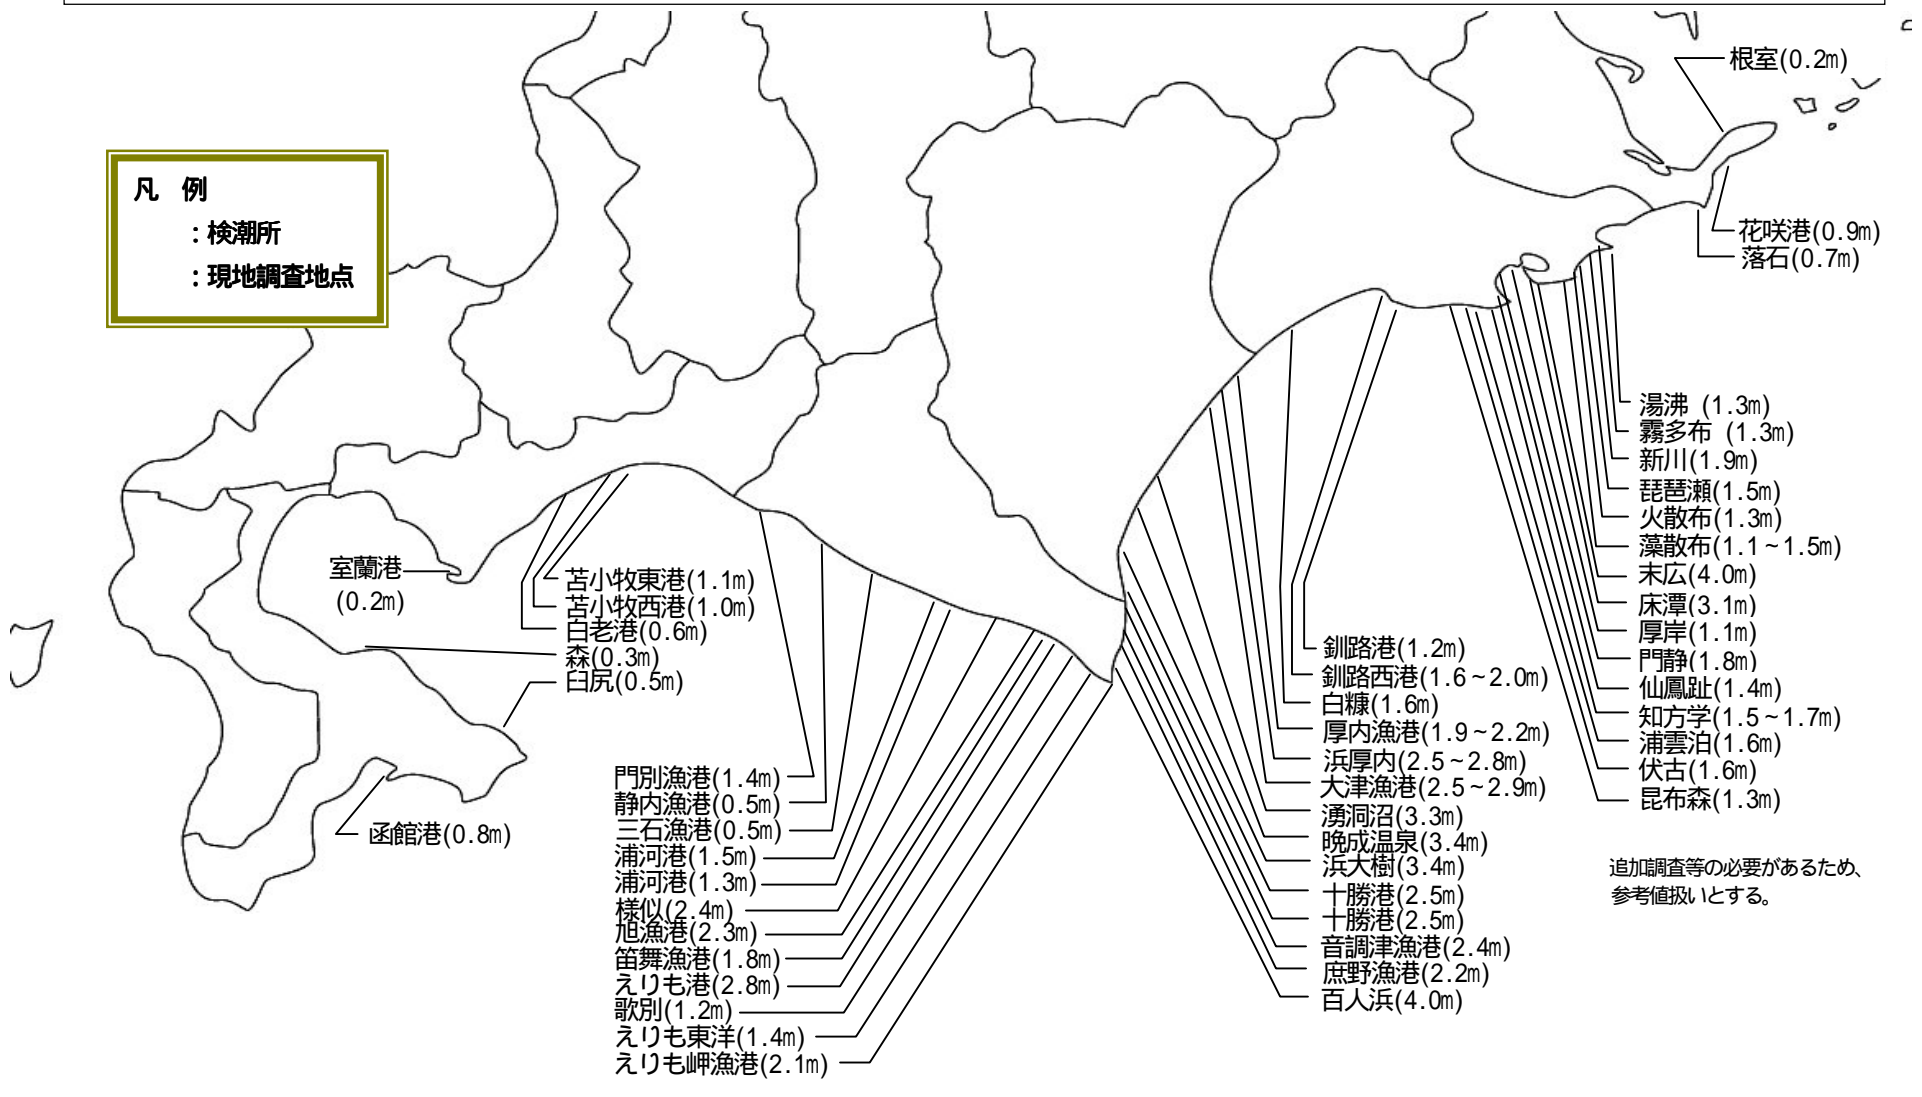 凡 例
：検潮所
：現地調査地点
根室(0.2m)
花咲港(0.9m)
落石(0.7m)
湯沸 (1.3m)
霧多布 (1.3m)
新川(1.9m)
琵琶瀬(1.5m)
火散布(1.3m)
藻散布(1.1～1.5m)
末広(4.0m)
床潭(3.1m)
厚岸(1.1m)
門静(1.8m)
仙鳳趾(1.4m)
知方学(1.5～1.7m)
浦雲泊(1.6m)
伏古(1.6m)
昆布森(1.3m)
釧路港(1.2m)
釧路西港(1.6～2.0m)
白糠(1.6m)
厚内漁港(1.9～2.2m)
浜厚内(2.5～2.8m)
大津漁港(2.5～2.9m)
湧洞沼(3.3m)
晩成温泉(3.4m)
浜大樹(3.4m)
十勝港(2.5m)
十勝港(2.5m)
音調津漁港(2.4m)
庶野漁港(2.2m)
百人浜(4.0m)
室蘭港
(0.2m)
苫小牧東港(1.1m)
苫小牧西港(1.0m)
白老港(0.6m)
森(0.3m)
臼尻(0.5m)
函館港(0.8m)
門別漁港(1.4m)
静内漁港(0.5m)
三石漁港(0.5m)
浦河港(1.5m)
浦河港(1.3m)
様似(2.4m)
旭漁港(2.3m)
笛舞漁港(1.8m)
えりも港(2.8m)
歌別(1.2m)
えりも東洋(1.4m)
えりも岬漁港(2.1m)
追加調査等の必要があるため、
参考値扱いとする。